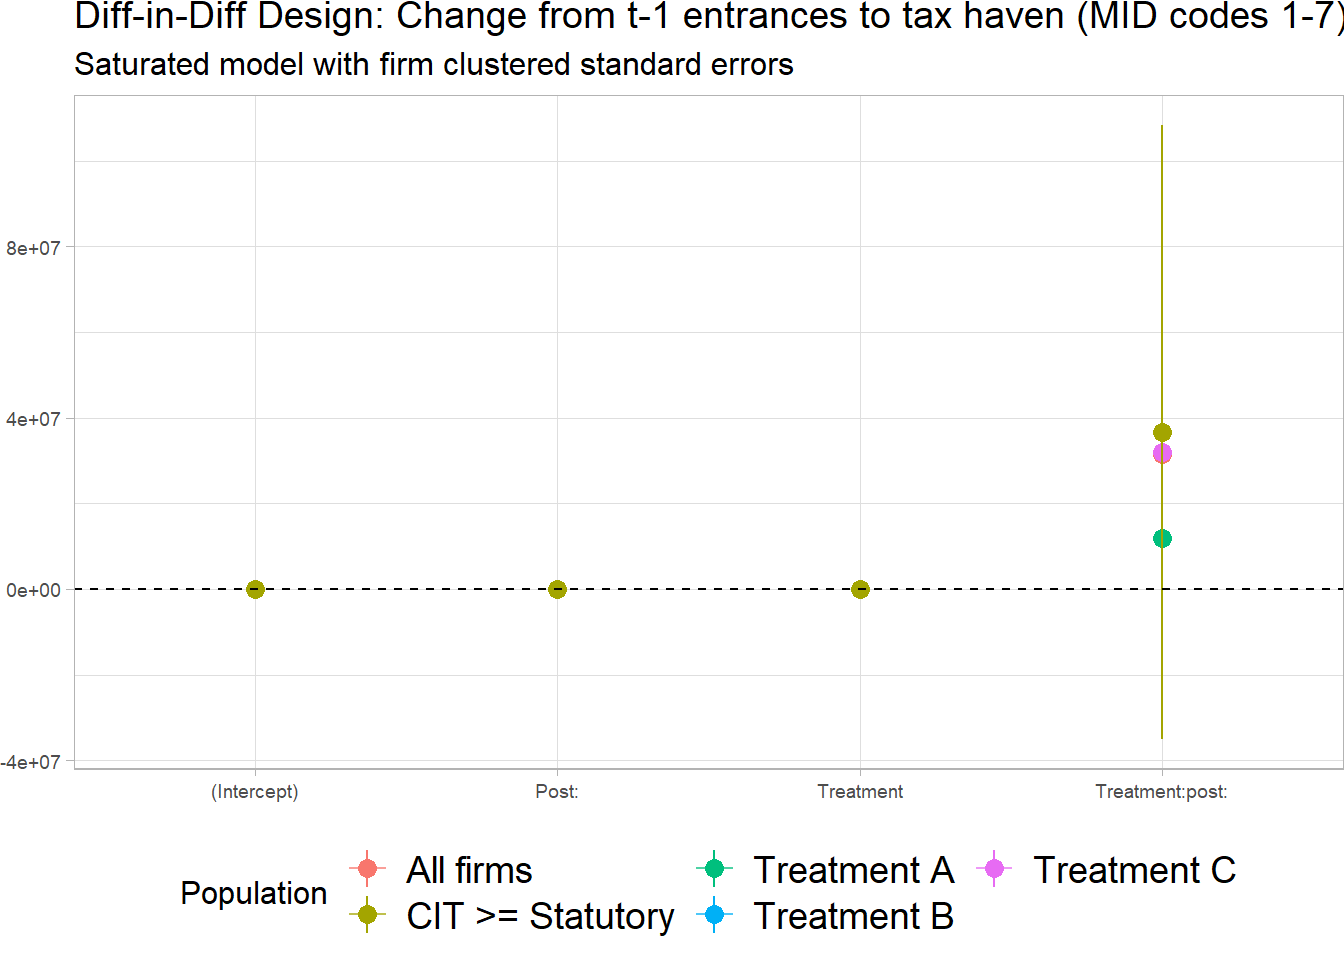 Diff-in-Diff Design: Change from t-1 entrances to tax haven (MID codes 1-7)
Saturated model with firm clustered standard errors
8e+07
4e+07
0e+00
-4e+07
(Intercept) Post: Treatment Treatment:post:
Population
All firms Treatment A Treatment C
CIT >= Statutory Treatment B